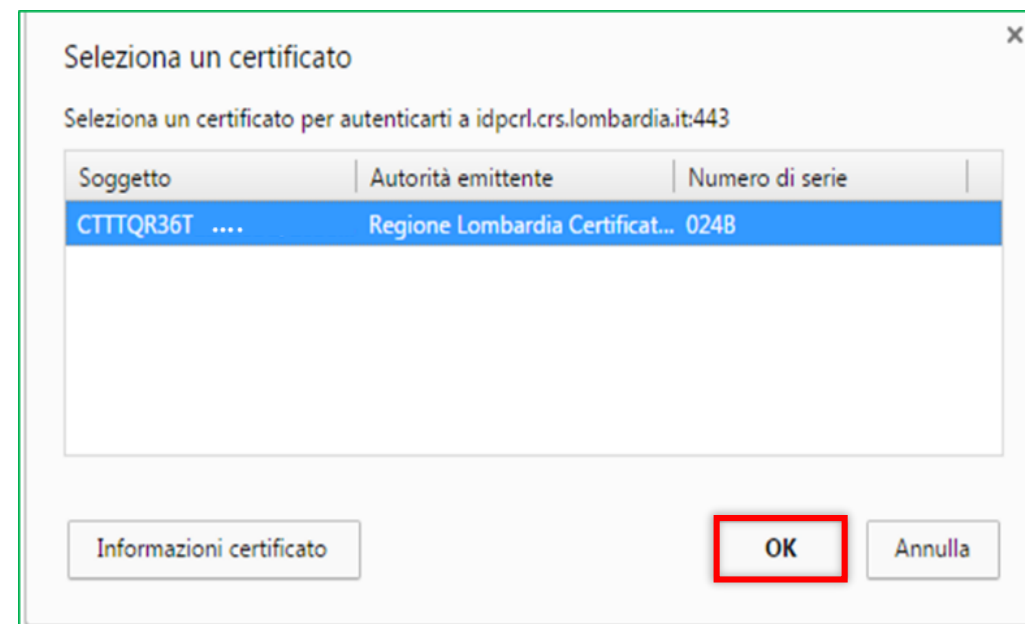 Seleziona un certificato
Seleziona un certificato per autenticarti a idpcrl.crs.lombardia.it:443
Soggetto Autorità emittente Numero di serie
CTTTQR36T .... Regione Lombardia Certificat... 024B
Informazioni certificato OK Annulla